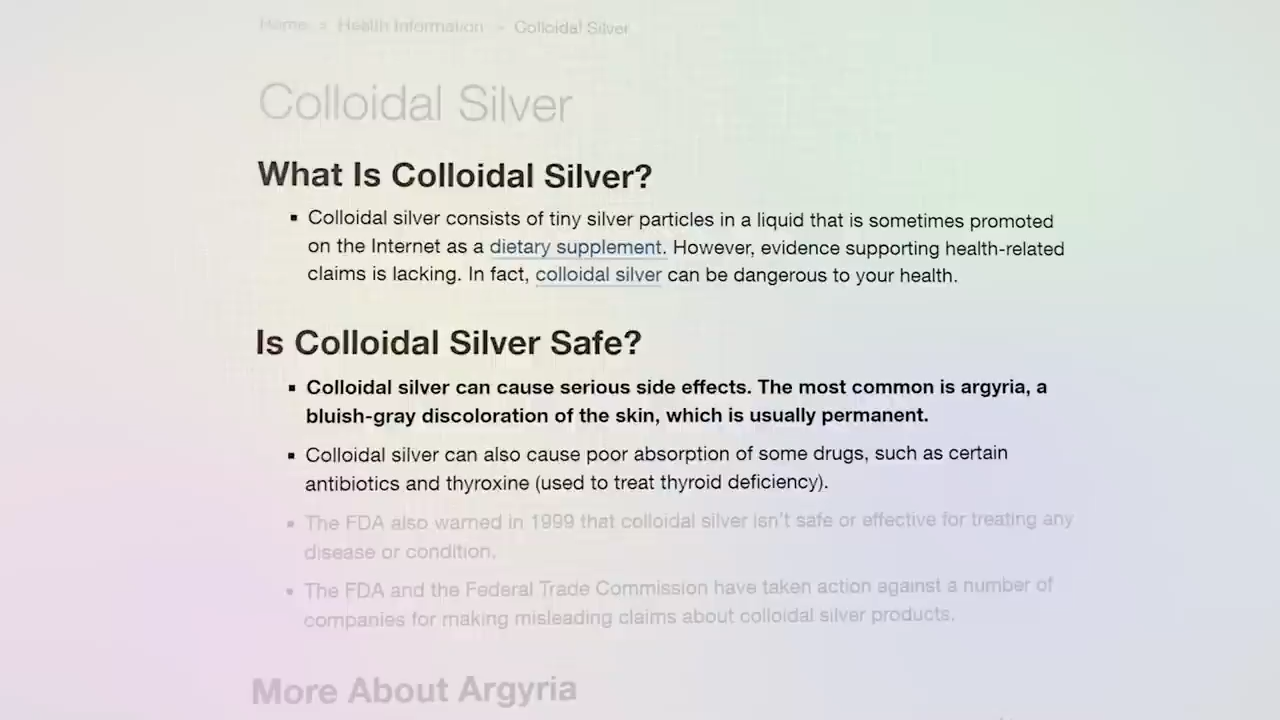 Home » Health Information » Colloidal Silver
Colloidal Silver
What Is Colloidal Silver?
▪ Colloidal silver consists of tiny silver particles in a liquid that is sometimes promoted
on the Internet as a dietary supplement. However, evidence supporting health-related
claims is lacking. In fact, colloidal silver can be dangerous to your health.
Is Colloidal Silver Safe?
▪ Colloidal silver can cause serious side effects. The most common is argyria, a
bluish-gray discoloration of the skin, which is usually permanent.
▪ Colloidal silver can also cause poor absorption of some drugs, such as certain
antibiotics and thyroxine (used to treat thyroid deficiency).
▪ The FDA also warned in 1999 that colloidal silver isn't safe or effective for treating any
disease or condition.
▪ The FDA and the Federal Trade Commission have taken action against a number of
companies for making misleading claims about colloidal silver products.
More About Argyria